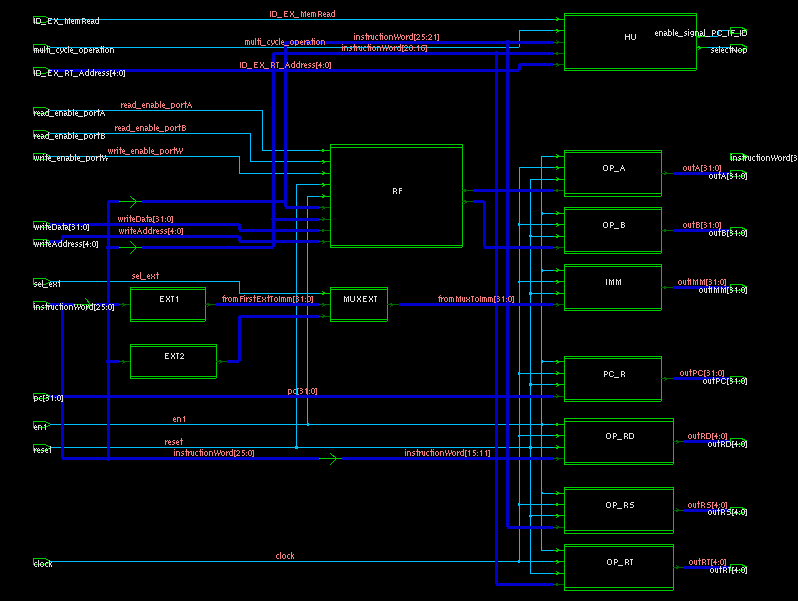 ID_EX_MemRead
ID_EX_MemRead
multi_cycle_operation
multi_cycle_operation
instructionWord[25:21]
instructionWord[20:16]
HU
enable_signal_PC_IF_ID
selectNop
ID_EX_RT_Address[4:0]
ID_EX_RT_Address[4:0]
read_enable_portA
read_enable_portA
read_enable_portB
read_enable_portB
write_enable_portW
write_enable_portW
RF
OP_A
instructionWord[3
outA[31:0]
outA[31:0]
writeData[31:0]
writeData[31:0]
writeAddress[4:0]
writeAddress[4:0]
OP_B
outB[31:0]
outB[31:0]
sel_ext
sel_ext
instructionWord[25:0]
EXT1
fromFirstExtToImm[31:0]
MUXEXT
fromMuxToImm[31:0]
IMM
outIMM[31:0]
outIMM[31:0]
EXT2
PC_R
outPC[31:0]
outPC[31:0]
pc[31:0]
pc[31:0]
en1
en1
OP_RD
outRD[4:0]
outRD[4:0]
reset
reset
instructionWord[25:0]
instructionWord[15:11]
OP_RS
outRS[4:0]
outRS[4:0]
clock
clock
OP_RT
outRT[4:0]
outRT[4:0]